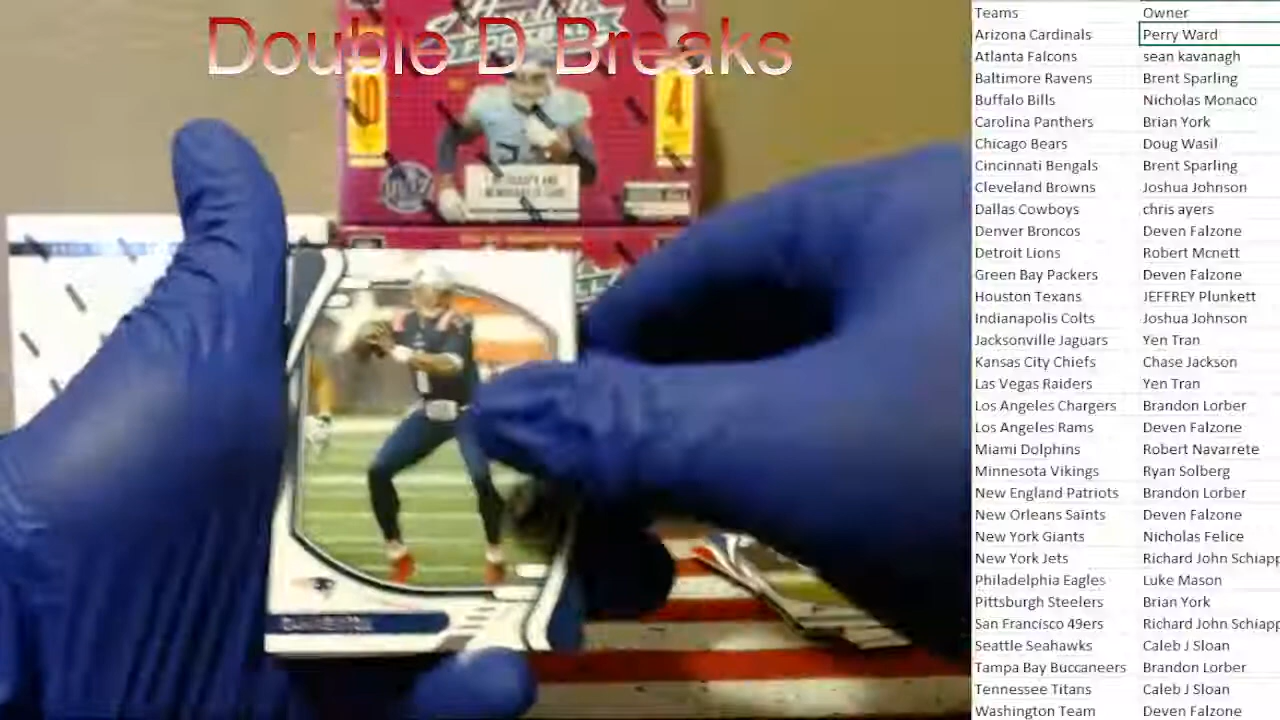 Double D Breaks
FOOTBALL
10
4
Teams Owner
Arizona Cardinals Perry Ward
Atlanta Falcons sean kavanagh
Baltimore Ravens Brent Sparling
Buffalo Bills Nicholas Monaco
Carolina Panthers Brian York
Chicago Bears Doug Wasil
Cincinnati Bengals Brent Sparling
Cleveland Browns Joshua Johnson
Dallas Cowboys chris ayers
Denver Broncos Deven Falzone
Detroit Lions Robert Mcnett
Green Bay Packers Deven Falzone
Houston Texans JEFFREY Plunkett
Indianapolis Colts Joshua Johnson
Jacksonville Jaguars Yen Tran
Kansas City Chiefs Chase Jackson
Las Vegas Raiders Yen Tran
Los Angeles Chargers Brandon Lorber
Los Angeles Rams Deven Falzone
Miami Dolphins Robert Navarrete
Minnesota Vikings Ryan Solberg
New England Patriots Brandon Lorber
New Orleans Saints Deven Falzone
New York Giants Nicholas Felice
New York Jets Richard John Schiapp
Philadelphia Eagles Luke Mason
Pittsburgh Steelers Brian York
San Francisco 49ers Richard John Schiapp
Seattle Seahawks Caleb J Sloan
Tampa Bay Buccaneers Brandon Lorber
Tennessee Titans Caleb J Sloan
Washington Team Deven Falzone